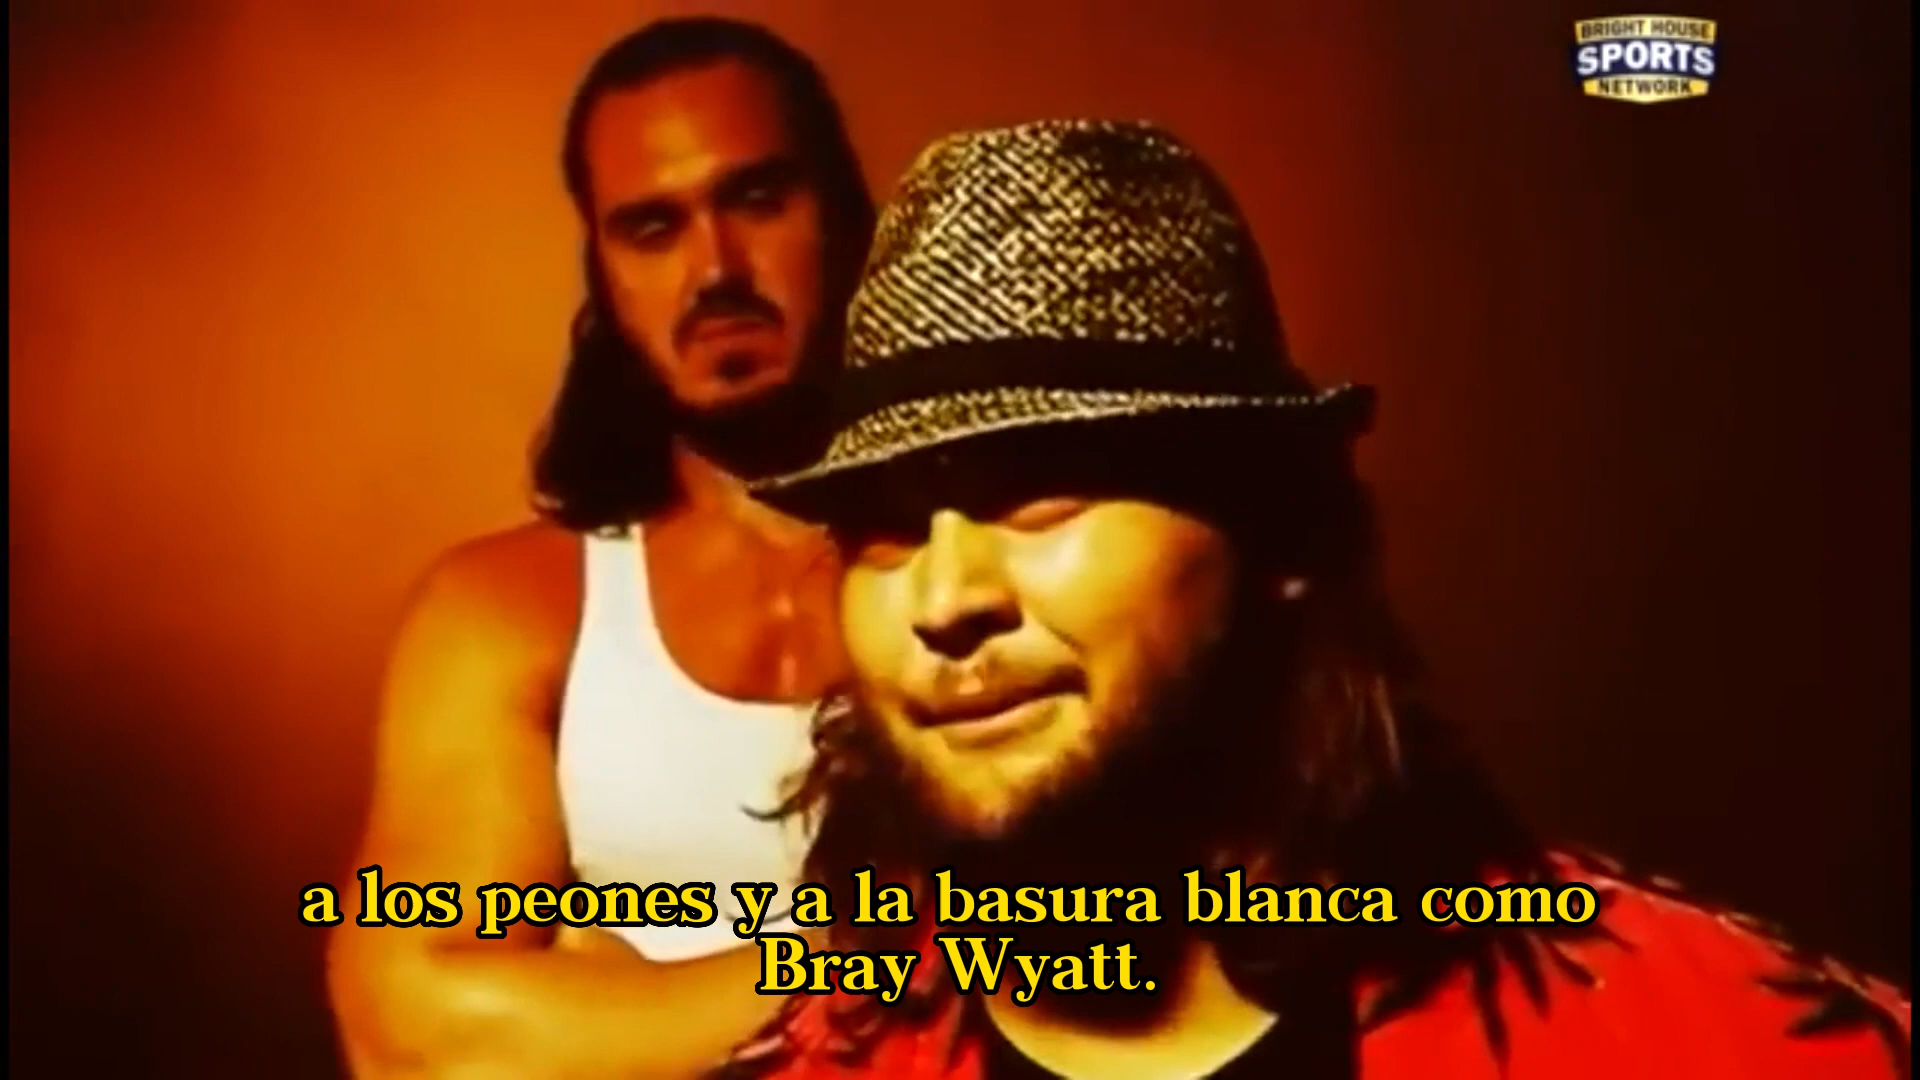 BRIGHT HOUSE
SPORTS
NETWORK
a los peones y a la basura blanca como
Bray Wyatt.